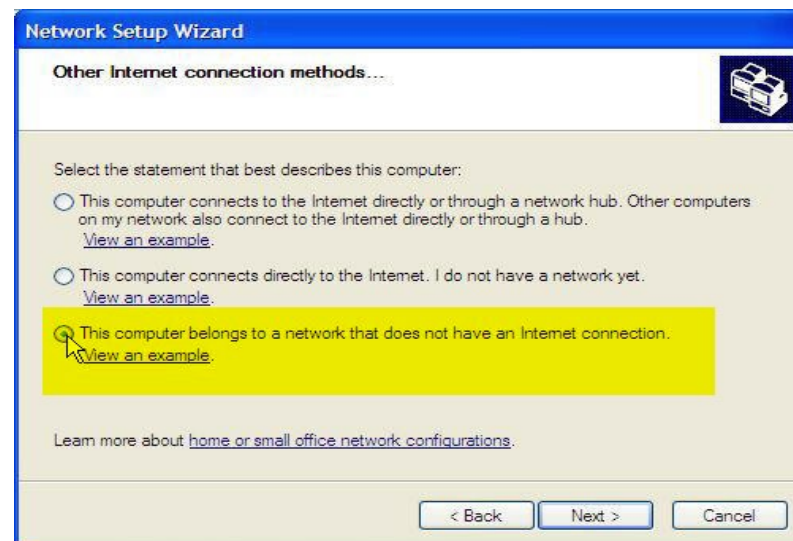 Network Setup Wizard
Other Internet connection methods...
Select the statement that best describes this computer:
This computer connects to the Internet directly or through a network hub. Other computers
on my network also connect to the Internet directly or through a hub.
View an example.
This computer connects directly to the Internet. I do not have a network yet.
View an example.
This computer belongs to a network that does not have an Internet connection.
View an example.
Learn more about home or small office network configurations.
< Back Next > Cancel